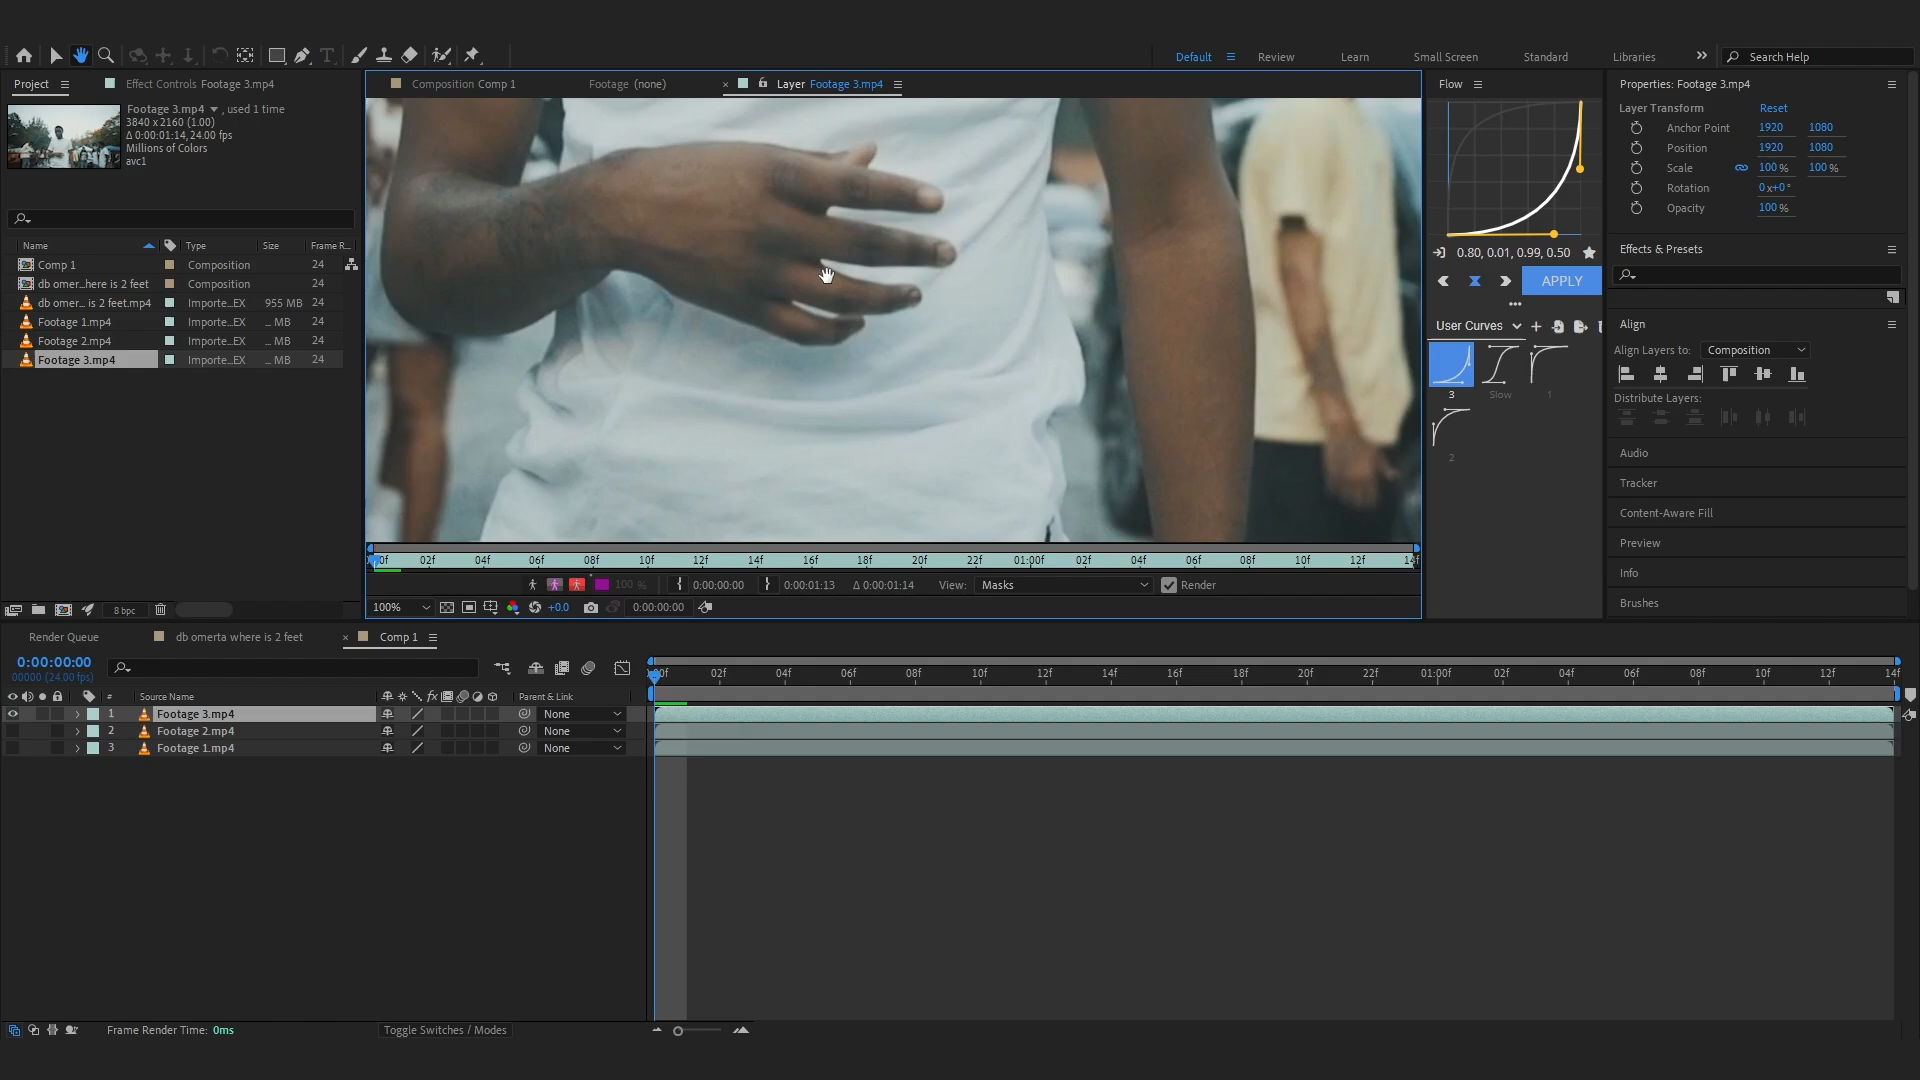 Default
Review
Learn
Small Screen
Standard
Libraries
Search Help
Project
Effect Controls Footage 3.mp4
Composition Comp 1
Footage (none)
Layer Footage 3.mp4
Flow
Properties: Footage 3.mp4
Footage 3.mp4 , used 1 time
3840 x 2160 (1.00)
Δ 0:00:01:14, 24.00 fps
Millions of Colors
avc1
Layer Transform Reset
Anchor Point 1920 1080
Position 1920 1080
Scale 100 % 100 %
Rotation 0x+0°
Opacity 100 %
0.80, 0.01, 0.99, 0.50
APPLY
User Curves
3
Slow
1
2
Effects & Presets
Align
Align Layers to: Composition
Distribute Layers:
Audio
Tracker
Content-Aware Fill
Preview
Info
Brushes
Name Type Size Frame R...
Comp 1 Composition 24
db omer...here is 2 feet Composition 24
db omer... is 2 feet.mp4 Importe...EX 955 MB 24
Footage 1.mp4 Importe...EX ... MB 24
Footage 2.mp4 Importe...EX ... MB 24
Footage 3.mp4 Importe...EX ... MB 24
02f 04f 06f 08f 10f 12f 14f 16f 18f 20f 22f 01:00f 02f 04f 06f 08f 10f 12f
100 % 0:00:00:00 0:00:01:13 Δ 0:00:01:14 View: Masks Render
100% +0.0 0:00:00:00
8 bpc
Render Queue
db omerta where is 2 feet
Comp 1
0:00:00:00
00000 (24.00 fps)
02f 04f 06f 08f 10f 12f 14f 16f 18f 20f 22f 01:00f 02f 04f 06f 08f 10f 12f 14f
# Source Name fx Parent & Link
1 Footage 3.mp4 None
2 Footage 2.mp4 None
3 Footage 1.mp4 None
Frame Render Time: 0ms
Toggle Switches / Modes